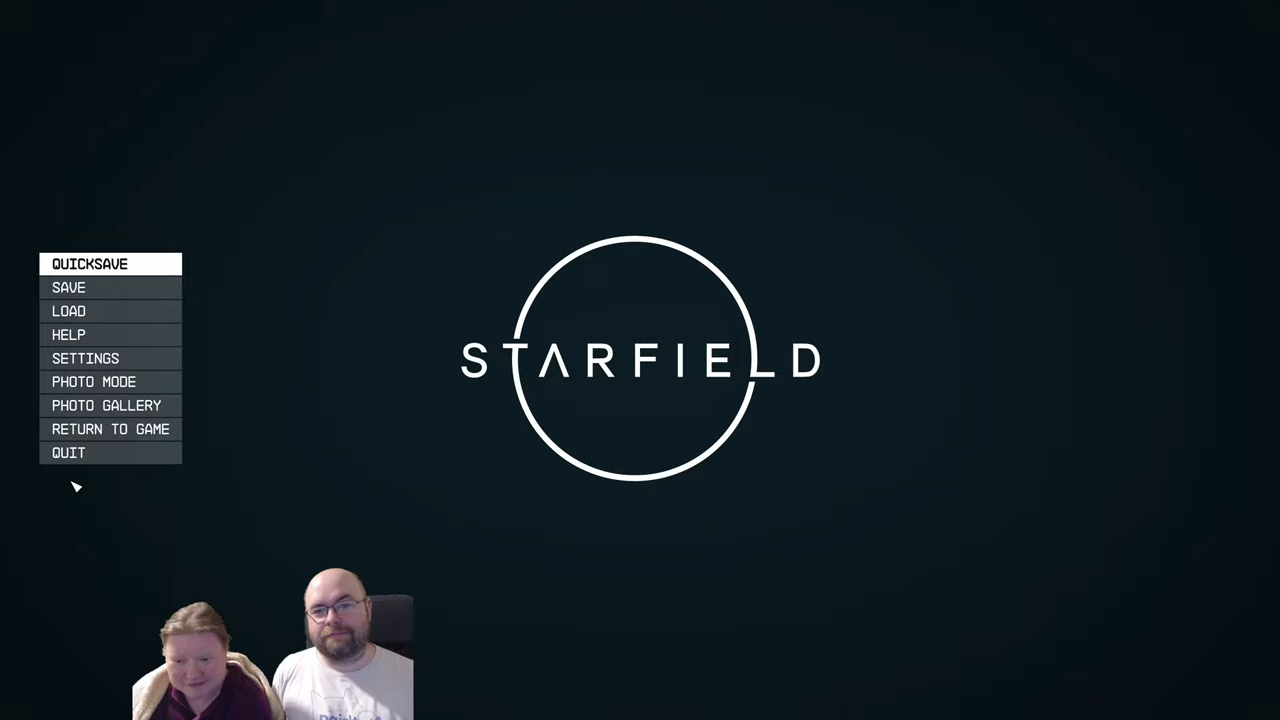 QUICKSAVE
SAVE
LOAD
HELP
SETTINGS
PHOTO MODE
PHOTO GALLERY
RETURN TO GAME
QUIT
STARFIELD